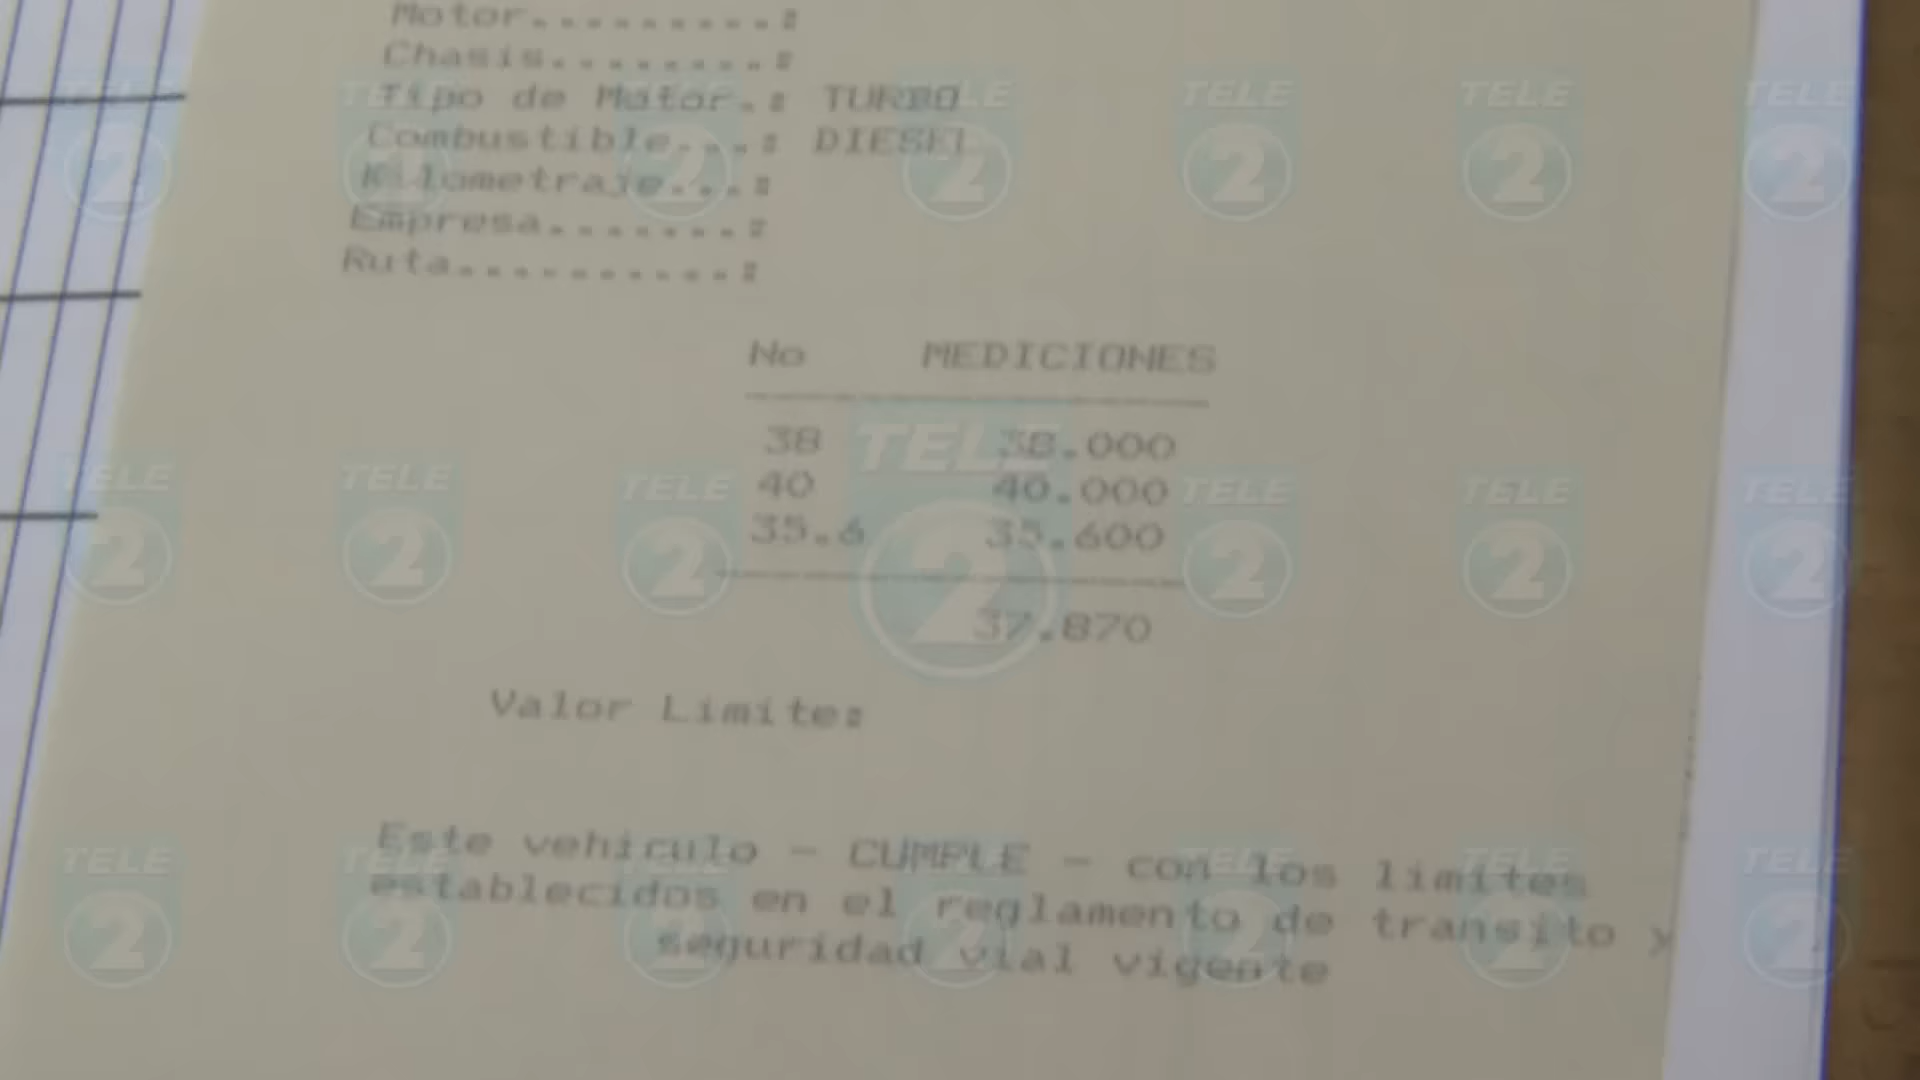 Motor..........:
Chasis.........:
Tipo de Motor.: TURBO
Combustible....: DIESEL
Kilometraje...:
Empresa.......:
Ruta...........:
No MEDICIONES
38 38.000
40 40.000
35.6 35.600
37.870
Valor Limite:
Este vehiculo - CUMPLE - con los limites
establecidos en el reglamento de transito y
seguridad vial vigente
TELE 2